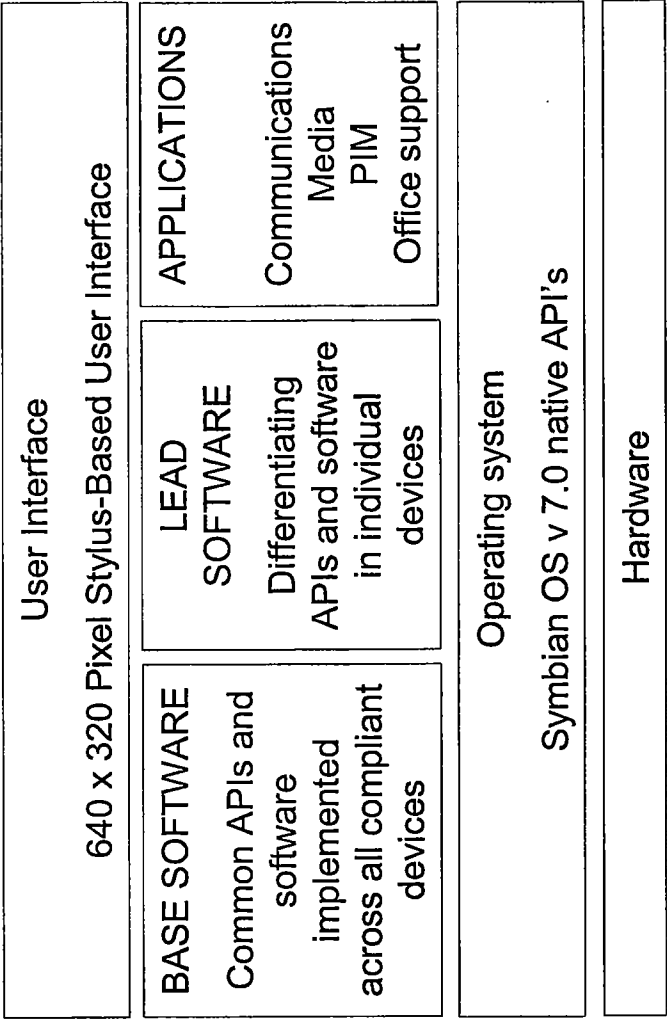 User Interface
640 x 320 Pixel Stylus-Based User Interface
BASE SOFTWARE
Common APIs and
software
implemented
across all compliant
devices
LEAD
SOFTWARE
Differentiating
APIs and software
in individual
devices
APPLICATIONS
Communications
Media
PIM
Office support
Operating system
Symbian OS v 7.0 native API's
Hardware